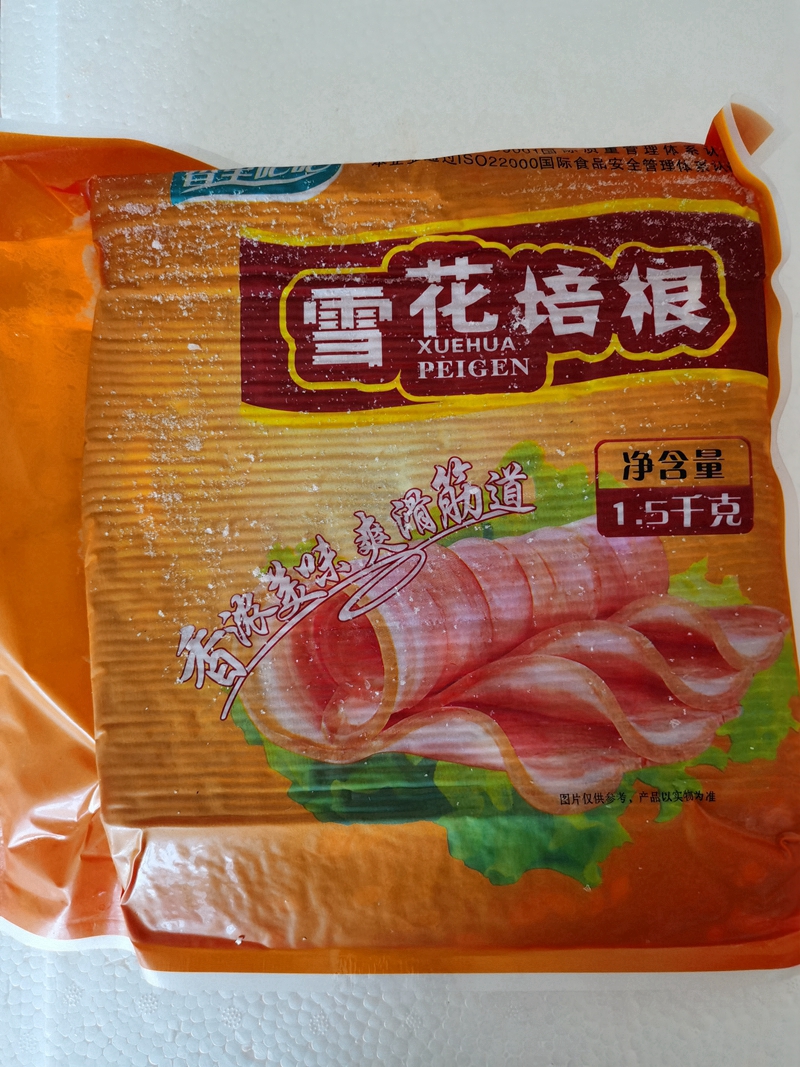 ISO22000国际食品安全管理体系认
雪花培根
XUEHUA
PEIGEN
净含量
1.5千克
香浓美味 爽滑筋道
图片仅供参考，产品以实物为准